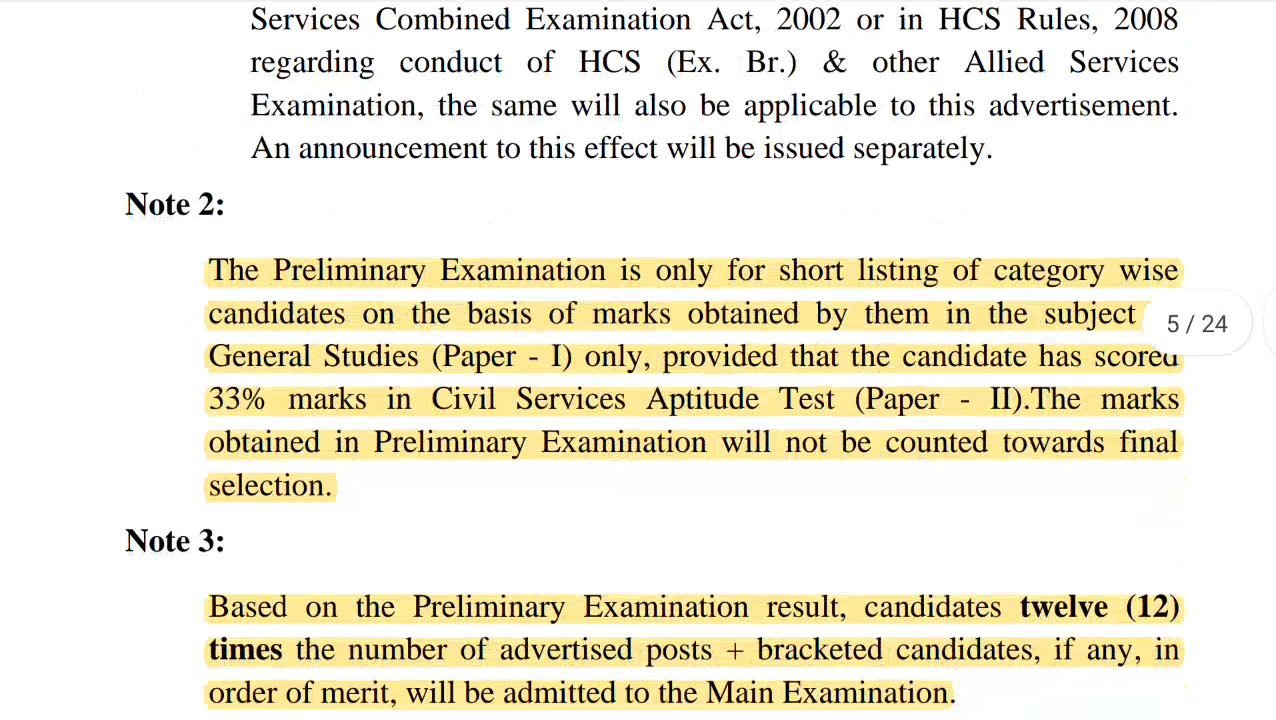 Services Combined Examination Act, 2002 or in HCS Rules, 2008
regarding conduct of HCS (Ex. Br.) & other Allied Services
Examination, the same will also be applicable to this advertisement.
An announcement to this effect will be issued separately.
Note 2:
The Preliminary Examination is only for short listing of category wise
candidates on the basis of marks obtained by them in the subject
5 / 24
General Studies (Paper - I) only, provided that the candidate has scored
33% marks in Civil Services Aptitude Test (Paper - II).The marks
obtained in Preliminary Examination will not be counted towards final
selection.
Note 3:
Based on the Preliminary Examination result, candidates twelve (12)
times the number of advertised posts + bracketed candidates, if any, in
order of merit, will be admitted to the Main Examination.